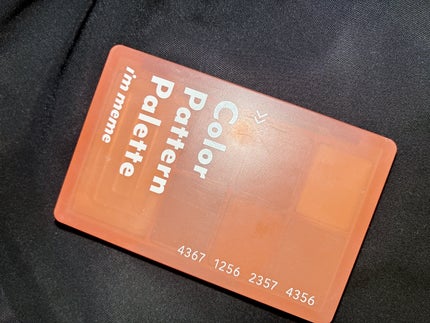 Color
Pattern
Palette
i'm meme
4367 1256 2357 4356